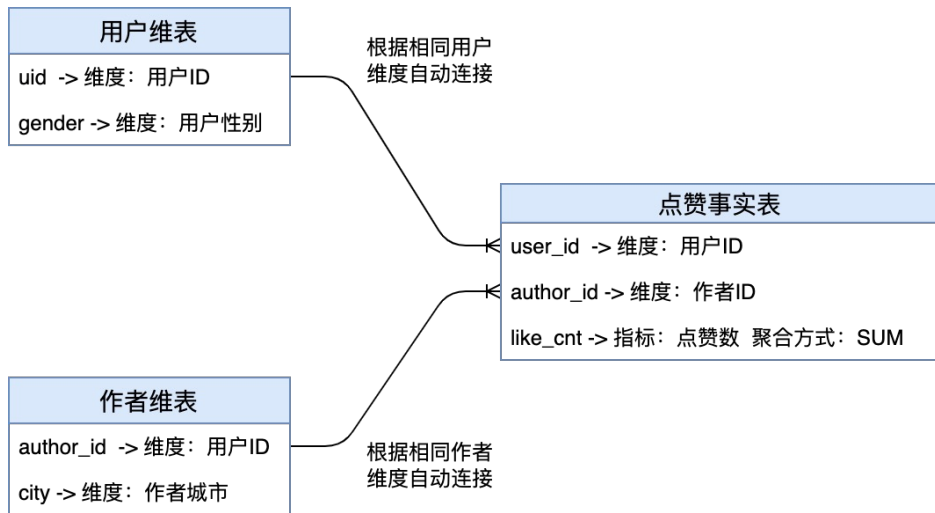 用户维表
uid -> 维度：用户ID
gender -> 维度：用户性别
根据相同用户
维度自动连接
点赞事实表
user_id -> 维度：用户ID
author_id -> 维度：作者ID
like_cnt -> 指标：点赞数 聚合方式：SUM
作者维表
author_id -> 维度：用户ID
city -> 维度：作者城市
根据相同作者
维度自动连接